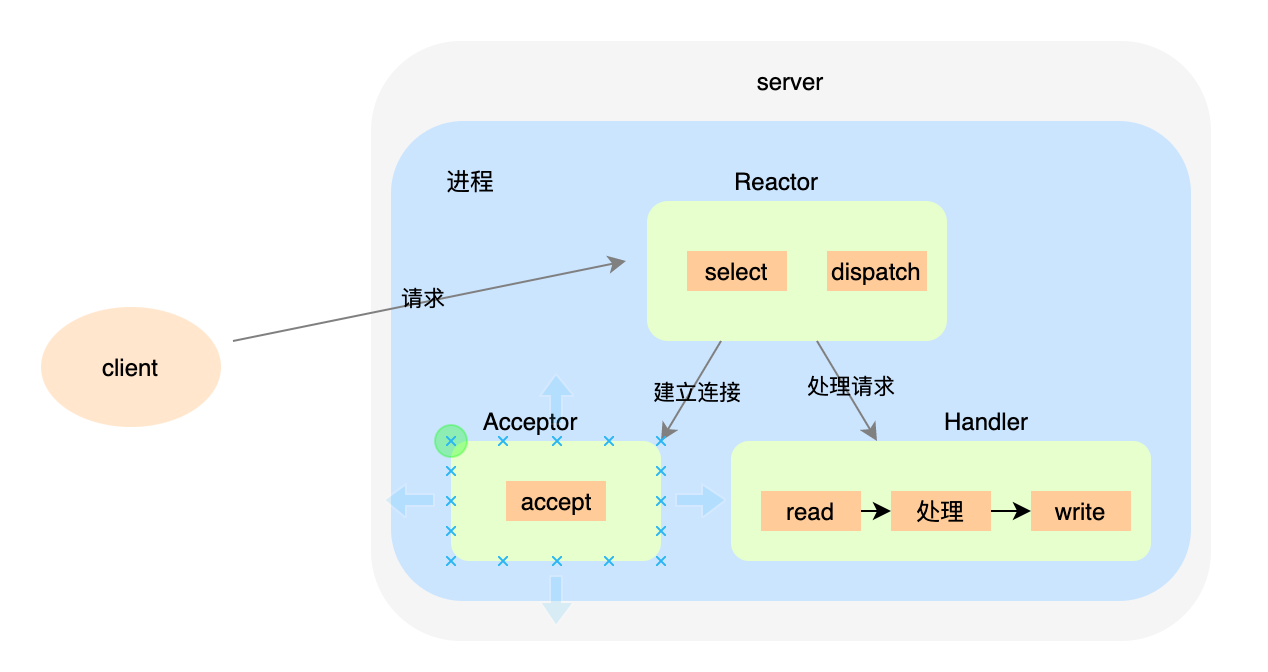 server
进程
Reactor
select
dispatch
请求
client
建立连接
处理请求
Acceptor
Handler
accept
read
处理
write